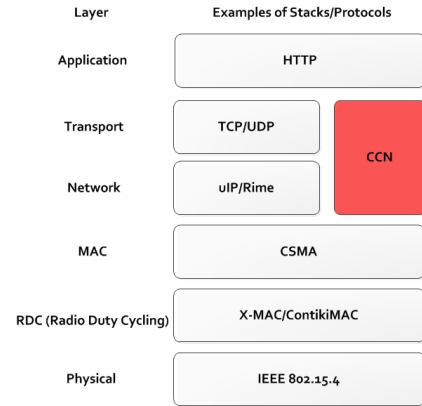 Layer Examples of Stacks/Protocols
Application HTTP
Transport TCP/UDP
CCN
Network uIP/Rime
MAC CSMA
RDC (Radio Duty Cycling) X-MAC/ContikiMAC
Physical IEEE 802.15.4